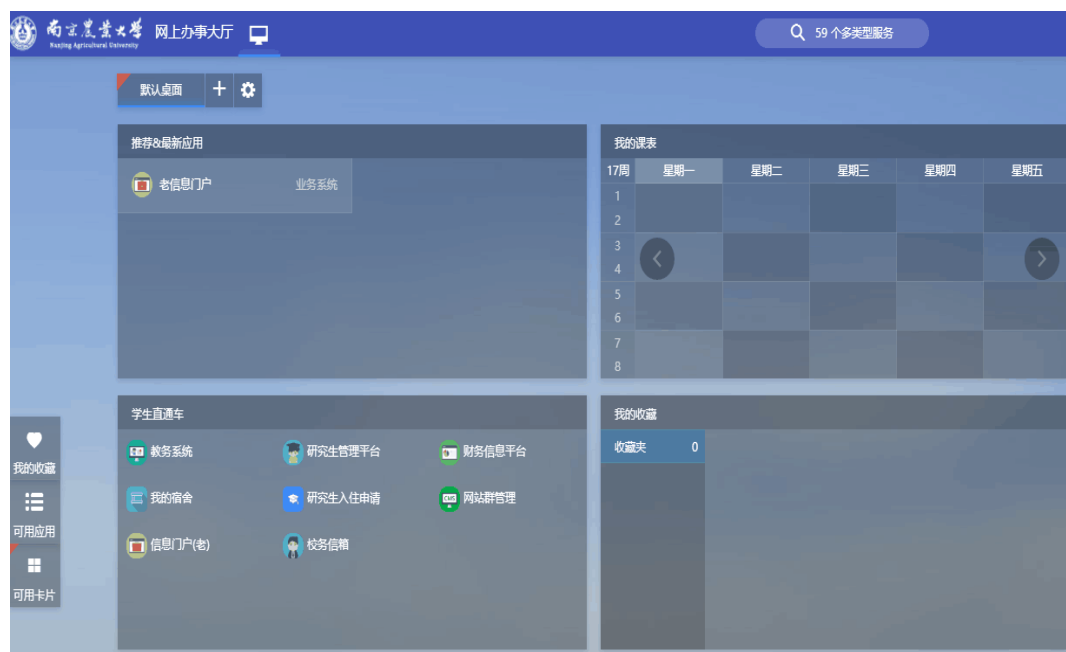 南京农业大学 网上办事大厅 59 个多类型服务
Nanjing Agricultural University
默认桌面
推荐&最新应用
老信息门户 业务系统
我的课表
17周 星期一 星期二 星期三 星期四 星期五
1
2
3
4
5
6
7
8
学生直通车
教务系统 研究生管理平台 财务信息平台
我的宿舍 研究生入住申请 CMS 网站群管理
信息门户(老) 校务信箱
我的收藏
收藏夹 0
我的收藏
可用应用
可用卡片